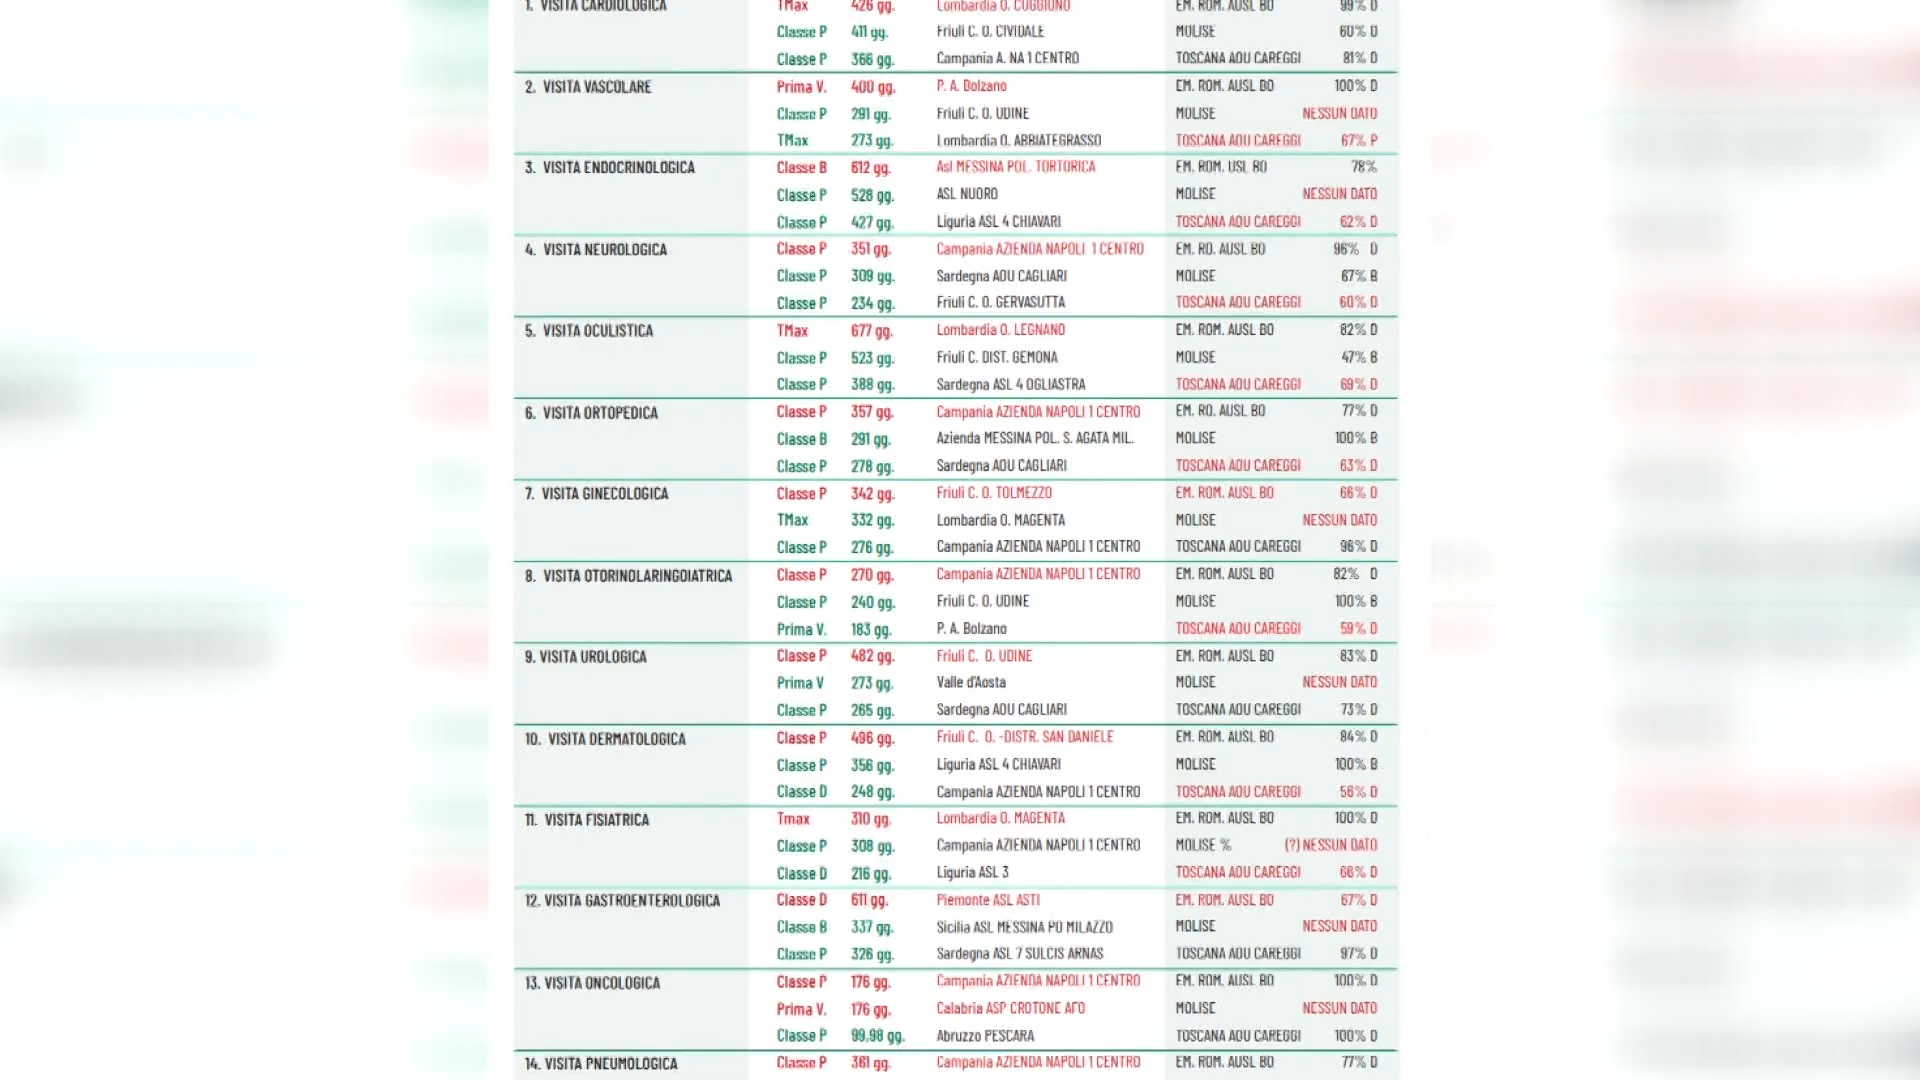 1. VISITA CARDIOLOGICA TMax 426 gg. Lombardia O. CUGGIONO EM. ROM. AUSL BO 99% D
Classe P 411 gg. Friuli C. O. CIVIDALE MOLISE 60% D
Classe P 366 gg. Campania A. NA 1 CENTRO TOSCANA AOU CAREGGI 81% D
2. VISITA VASCOLARE Prima V. 400 gg. P. A. Bolzano EM. ROM. AUSL BO 100% D
Classe P 291 gg. Friuli C. O. UDINE MOLISE NESSUN DATO
TMax 273 gg. Lombardia O. ABBIATEGRASSO TOSCANA AOU CAREGGI 67% P
3. VISITA ENDOCRINOLOGICA Classe B 612 gg. Asl MESSINA POL. TORTORICA EM. ROM. USL BO 78%
Classe P 528 gg. ASL NUORO MOLISE NESSUN DATO
Classe P 427 gg. Liguria ASL 4 CHIAVARI TOSCANA AOU CAREGGI 62% D
4. VISITA NEUROLOGICA Classe P 351 gg. Campania AZIENDA NAPOLI 1 CENTRO EM. RO. AUSL BO 96% D
Classe P 309 gg. Sardegna AOU CAGLIARI MOLISE 67% B
Classe P 234 gg. Friuli C. O. GERVASUTTA TOSCANA AOU CAREGGI 60% D
5. VISITA OCULISTICA TMax 677 gg. Lombardia O. LEGNANO EM. ROM. AUSL BO 82% D
Classe P 523 gg. Friuli C. DIST. GEMONA MOLISE 47% B
Classe P 388 gg. Sardegna ASL 4 OGLIASTRA TOSCANA AOU CAREGGI 69% D
6. VISITA ORTOPEDICA Classe P 357 gg. Campania AZIENDA NAPOLI 1 CENTRO EM. RO. AUSL BO 77% D
Classe B 291 gg. Azienda MESSINA POL. S. AGATA MIL. MOLISE 100% B
Classe P 278 gg. Sardegna AOU CAGLIARI TOSCANA AOU CAREGGI 63% D
7. VISITA GINECOLOGICA Classe P 342 gg. Friuli C. O. TOLMEZZO EM. ROM. AUSL BO 66% D
TMax 332 gg. Lombardia O. MAGENTA MOLISE NESSUN DATO
Classe P 276 gg. Campania AZIENDA NAPOLI 1 CENTRO TOSCANA AOU CAREGGI 96% D
8. VISITA OTORINOLARINGOIATRICA Classe P 270 gg. Campania AZIENDA NAPOLI 1 CENTRO EM. ROM. AUSL BO 82% D
Classe P 240 gg. Friuli C. O. UDINE MOLISE 100% B
Prima V. 183 gg. P. A. Bolzano TOSCANA AOU CAREGGI 59% D
9. VISITA UROLOGICA Classe P 482 gg. Friuli C. O. UDINE EM. ROM. AUSL BO 83% D
Prima V 273 gg. Valle d'Aosta MOLISE NESSUN DATO
Classe P 265 gg. Sardegna AOU CAGLIARI TOSCANA AOU CAREGGI 73% D
10. VISITA DERMATOLOGICA Classe P 496 gg. Friuli C. O. -DISTR. SAN DANIELE EM. ROM. AUSL BO 84% D
Classe P 356 gg. Liguria ASL 4 CHIAVARI MOLISE 100% B
Classe D 248 gg. Campania AZIENDA NAPOLI 1 CENTRO TOSCANA AOU CAREGGI 56% D
11. VISITA FISIATRICA Tmax 310 gg. Lombardia O. MAGENTA EM. ROM. AUSL BO 100% D
Classe P 308 gg. Campania AZIENDA NAPOLI 1 CENTRO MOLISE % (?) NESSUN DATO
Classe D 216 gg. Liguria ASL 3 TOSCANA AOU CAREGGI 66% D
12. VISITA GASTROENTEROLOGICA Classe D 611 gg. Piemonte ASL ASTI EM. ROM. AUSL BO 67% D
Classe B 337 gg. Sicilia ASL MESSINA PO MILAZZO MOLISE NESSUN DATO
Classe P 326 gg. Sardegna ASL 7 SULCIS ARNAS TOSCANA AOU CAREGGI 97% D
13. VISITA ONCOLOGICA Classe P 176 gg. Campania AZIENDA NAPOLI 1 CENTRO EM. ROM. AUSL BO 100% D
Prima V. 176 gg. Calabria ASP CROTONE AFO MOLISE NESSUN DATO
Classe P 99,98 gg. Abruzzo PESCARA TOSCANA AOU CAREGGI 100% D
14. VISITA PNEUMOLOGICA Classe P 361 gg. Campania AZIENDA NAPOLI 1 CENTRO EM. ROM. AUSL BO 77% D